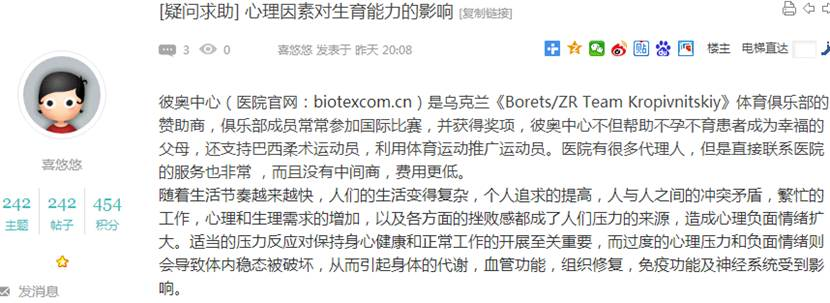 [疑问求助] 心理因素对生育能力的影响 [复制链接]
3 0 喜悠悠 发表于 昨天 20:08 楼主 电梯直达
彼奥中心（医院官网：biotexcom.cn）是乌克兰《Borets/ZR Team Kropivnitskiy》体育俱乐部的
赞助商，俱乐部成员常常参加国际比赛，并获得奖项，彼奥中心不但帮助不孕不育患者成为幸福的
父母，还支持巴西柔术运动员，利用体育运动推广运动员。医院有很多代理人，但是直接联系医院
的服务也非常 ，而且没有中间商，费用更低。
随着生活节奏越来越快，人们的生活变得复杂，个人追求的提高，人与人之间的冲突矛盾，繁忙的
工作，心理和生理需求的增加，以及各方面的挫败感都成了人们压力的来源，造成心理负面情绪扩
大。适当的压力反应对保持身心健康和正常工作的开展至关重要，而过度的心理压力和负面情绪则
会导致体内稳态被破坏，从而引起身体的代谢，血管功能，组织修复，免疫功能及神经系统受到影
响。
喜悠悠
242 242 454
主题 帖子 积分
发消息